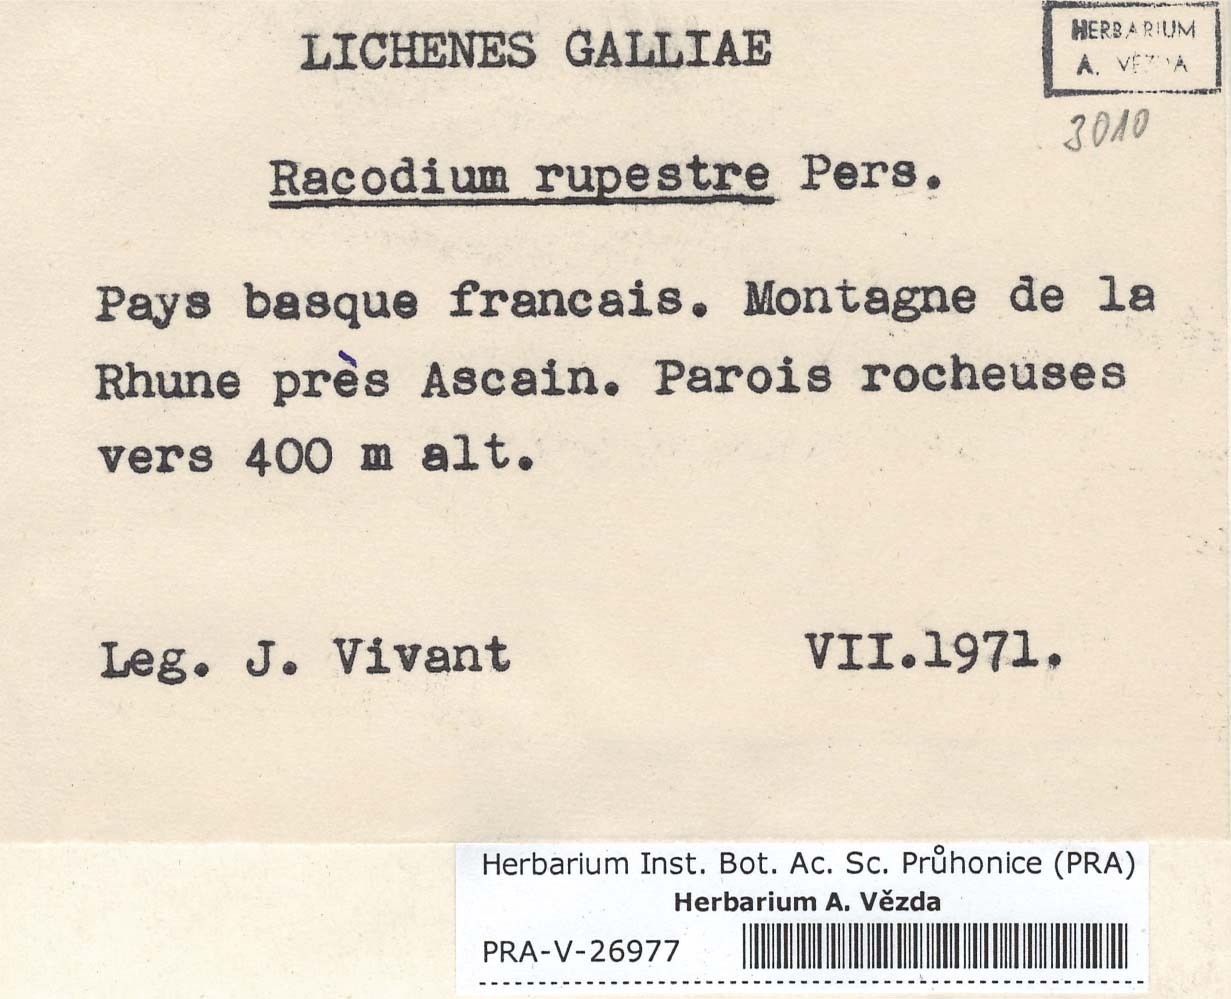 LICHENES GALLIAE
HERBARIUM
A. VĚZDA
3010
Racodium rupestre Pers.
Pays basque francais. Montagne de la
Rhune près Ascain. Parois rocheuses
vers 400 m alt.
Leg. J. Vivant VII.1971.
Herbarium Inst. Bot. Ac. Sc. Průhonice (PRA)
Herbarium A. Vězda
PRA-V-26977